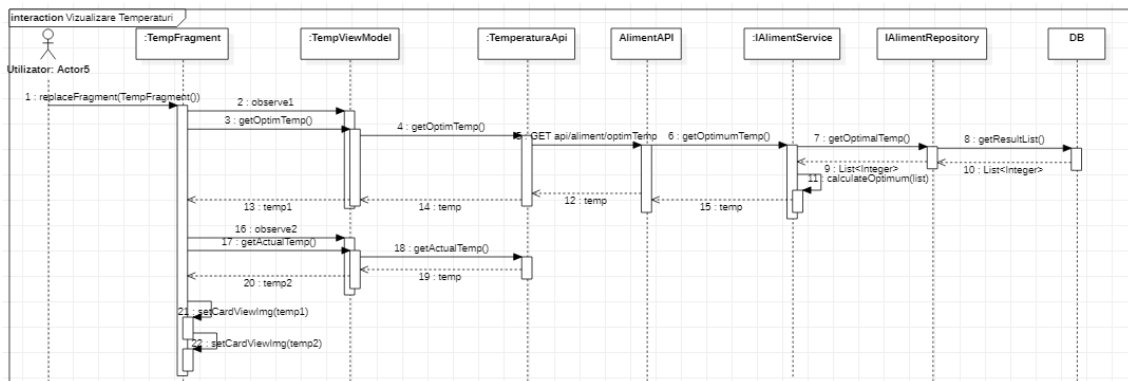 interaction Vizualizare Temperaturi
:TempFragment
:TempViewModel
:TemperaturaApi
AlimentAPI
:IAlimentService
IAlimentRepository
DB
Utilizator: Actor5
1 : replaceFragment(TempFragment())
2 : observe1
3 : getOptimTemp()
4 : getOptimTemp()
5 : GET api/aliment/optimTemp
6 : getOptimumTemp()
7 : getOptimalTemp()
8 : getResultList()
9 : List<Integer>
10 : List<Integer>
11 : calculateOptimum(list)
12 : temp
13 : temp1
14 : temp
15 : temp
16 : observe2
17 : getActualTemp()
18 : getActualTemp()
19 : temp
20 : temp2
21 : setCardViewImg(temp1)
22 : setCardViewImg(temp2)